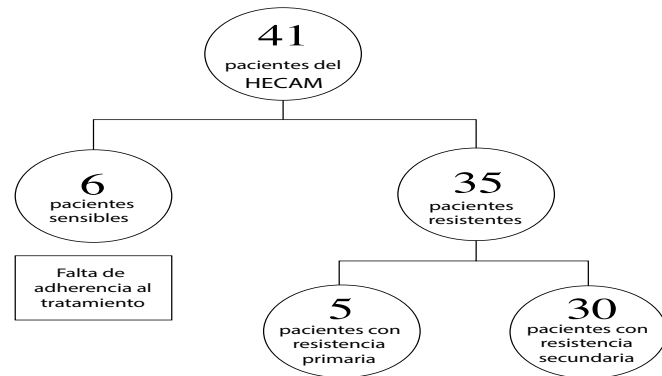 41
pacientes del
HECAM
6
pacientes
sensibles
35
pacientes
resistentes
Falta de
adherencia al
tratamiento
5
pacientes con
resistencia
primaria
30
pacientes con
resistencia
secundaria